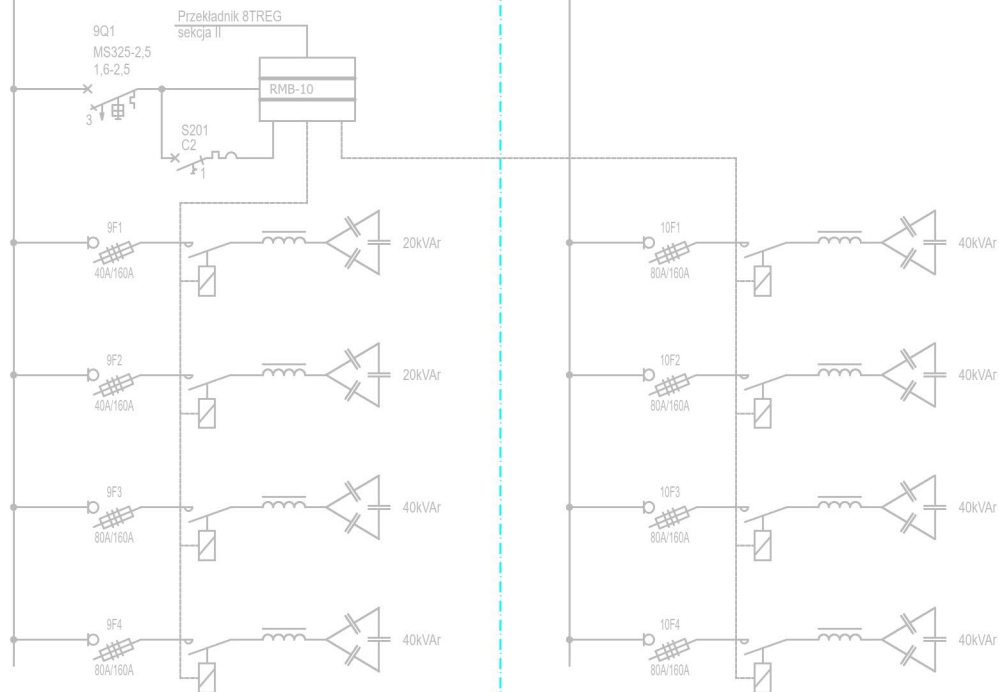 Przekładnik 8TREG
sekcja II
9Q1
MS325-2,5
1,6-2,5
3
RMB-10
S201
C2
1
9F1
40A/160A
20kVAr
10F1
80A/160A
40kVAr
9F2
40A/160A
20kVAr
10F2
80A/160A
40kVAr
9F3
80A/160A
40kVAr
10F3
80A/160A
40kVAr
9F4
80A/160A
40kVAr
10F4
80A/160A
40kVAr